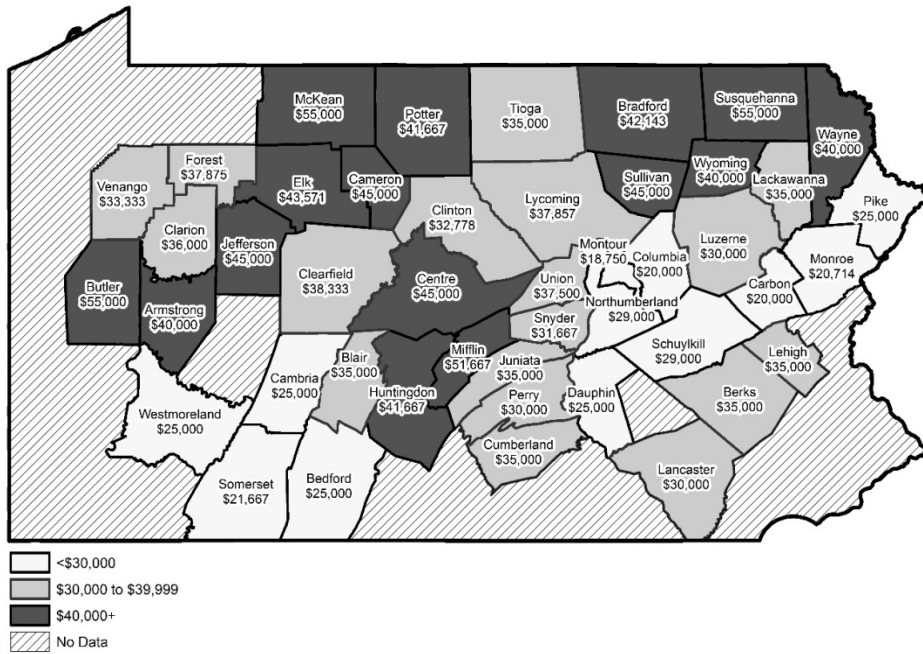 McKean
$55,000
Potter
$41,667
Tioga
$35,000
Bradford
$42,143
Susquehanna
$55,000
Wayne
$40,000
Venango
$33,333
Forest
$37,875
Elk
$43,571
Cameron
$45,000
Sullivan
$45,000
Wyoming
$40,000
Lackawanna
$35,000
Pike
$25,000
Clarion
$36,000
Jefferson
$45,000
Clinton
$32,778
Lycoming
$37,857
Luzerne
$30,000
Monroe
$20,714
Butler
$55,000
Armstrong
$40,000
Clearfield
$38,333
Centre
$45,000
Union
$37,500
Montour
$18,750
Columbia
$20,000
Carbon
$20,000
Northumberland
$29,000
Snyder
$31,667
Schuylkill
$29,000
Lehigh
$35,000
Westmoreland
$25,000
Cambria
$25,000
Blair
$35,000
Huntingdon
$41,667
Mifflin
$51,667
Juniata
$35,000
Perry
$30,000
Dauphin
$25,000
Berks
$35,000
Cumberland
$35,000
Lancaster
$30,000
Somerset
$21,667
Bedford
$25,000
<$30,000
$30,000 to $39,999
$40,000+
No Data